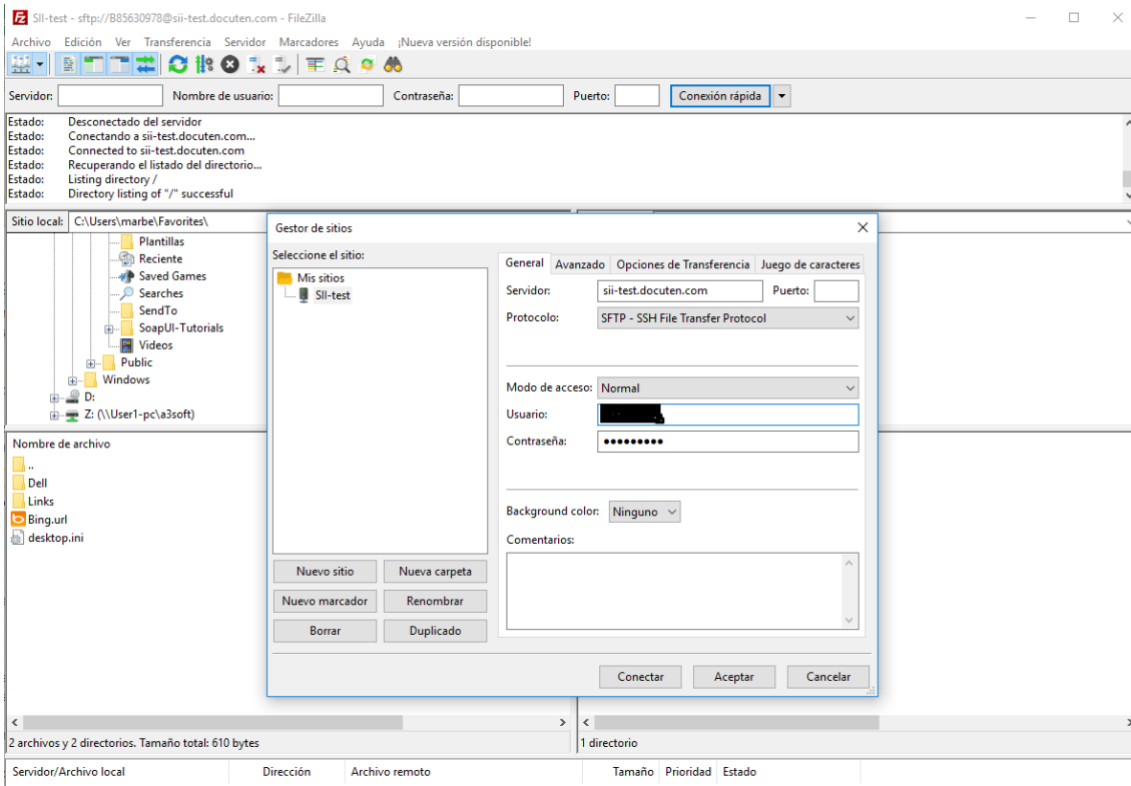 SII-test - sftp://B85630978@sii-test.docuten.com - FileZilla
Archivo Edición Ver Transferencia Servidor Marcadores Ayuda ¡Nueva versión disponible!
Servidor: Nombre de usuario: Contraseña: Puerto: Conexión rápida
Estado: Desconectado del servidor
Estado: Conectando a sii-test.docuten.com...
Estado: Connected to sii-test.docuten.com
Estado: Recuperando el listado del directorio...
Estado: Listing directory /
Estado: Directory listing of "/" successful
Sitio local: C:\Users\marbe\Favorites\
Plantillas
Reciente
Saved Games
Searches
SendTo
SoapUI-Tutorials
Videos
Public
Windows
D:
Z: (\\User1-pc\a3soft)
Nombre de archivo
..
Dell
Links
Bing.url
desktop.ini
2 archivos y 2 directorios. Tamaño total: 610 bytes
Gestor de sitios
Seleccione el sitio:
Mis sitios
SII-test
Nuevo sitio Nueva carpeta
Nuevo marcador Renombrar
Borrar Duplicado
General Avanzado Opciones de Transferencia Juego de caracteres
Servidor: sii-test.docuten.com Puerto:
Protocolo: SFTP - SSH File Transfer Protocol
Modo de acceso: Normal
Usuario:
Contraseña: •••••••••
Background color: Ninguno
Comentarios:
Conectar Aceptar Cancelar
1 directorio
Servidor/Archivo local Dirección Archivo remoto Tamaño Prioridad Estado